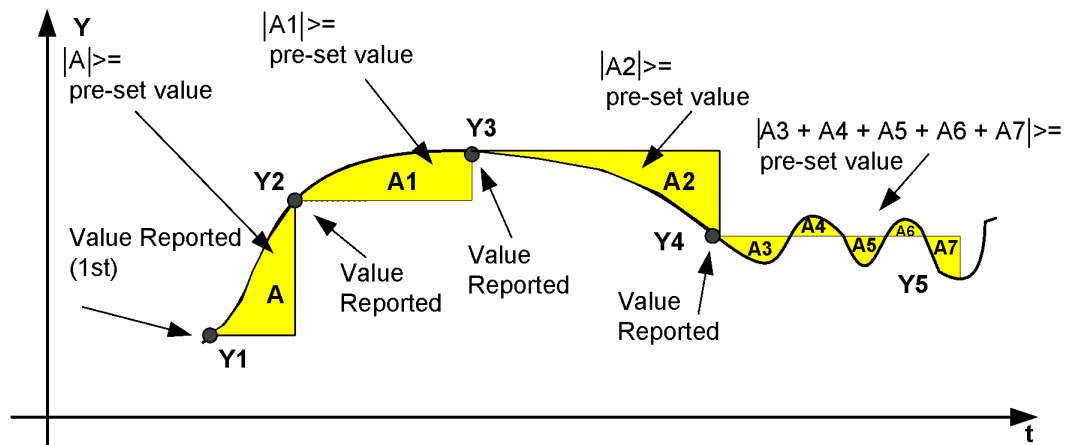 Y
|A|>=
pre-set value
|A1|>=
pre-set value
|A2|>=
pre-set value
|A3 + A4 + A5 + A6 + A7|>=
pre-set value
Y3
Y2
A1
A2
Value Reported
(1st)
Y4
A3
A4
A5
A6
A7
Value
Reported
Value
Reported
Y5
A
Value
Reported
Y1
t